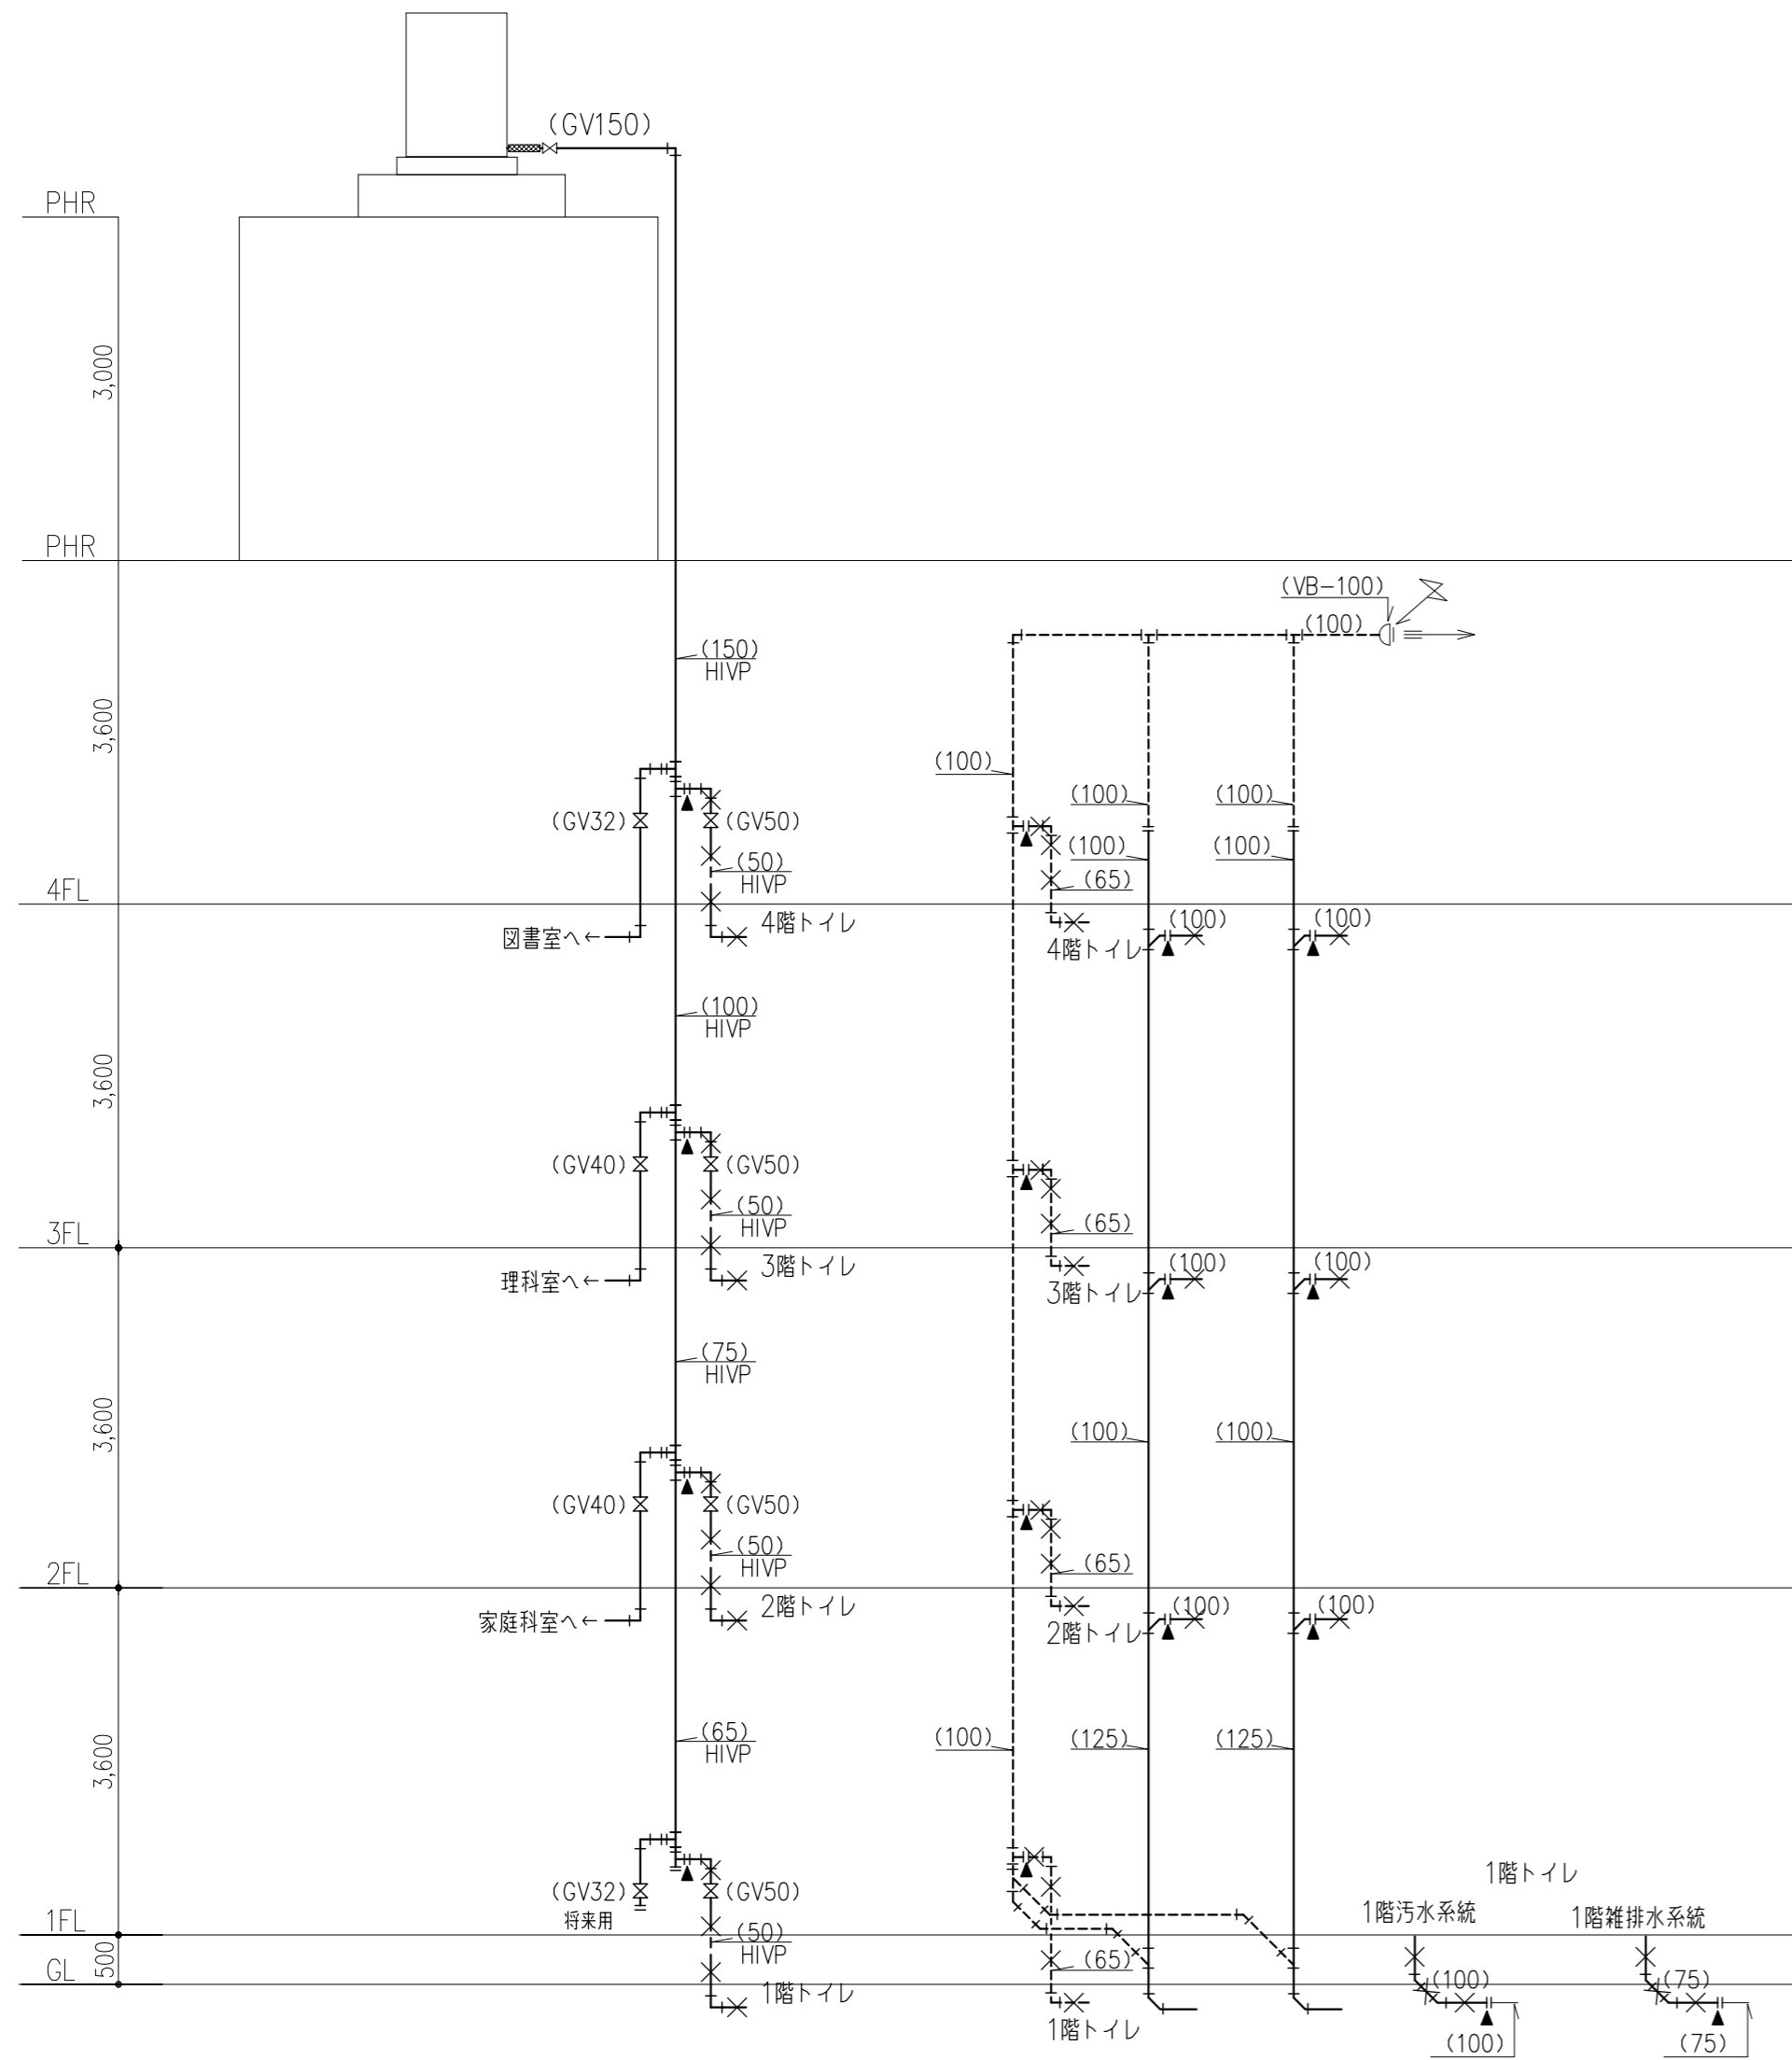 (GV150)
PHR
3,000
PHR
(VB-100)
(100)
(150)
HIVP
3,600
(100)
(100)
(100)
(GV32)
(GV50)
(100)
(100)
(50)
HIVP
(65)
4FL
図書室へ←
4階トイレ
4階トイレ
(100)
(100)
(100)
HIVP
3,600
(GV40)
(GV50)
(50)
HIVP
(65)
3FL
理科室へ←
3階トイレ
3階トイレ
(100)
(100)
(75)
HIVP
3,600
(100)
(100)
(GV40)
(GV50)
(50)
HIVP
(65)
2FL
家庭科室へ←
2階トイレ
2階トイレ
(100)
(100)
(65)
HIVP
3,600
(100)
(125)
(125)
(GV32)
将来用
(GV50)
1階トイレ
1階汚水系統
1階雑排水系統
1FL
500
(50)
HIVP
(65)
GL
1階トイレ
1階トイレ
(100)
(75)
(100)
(75)